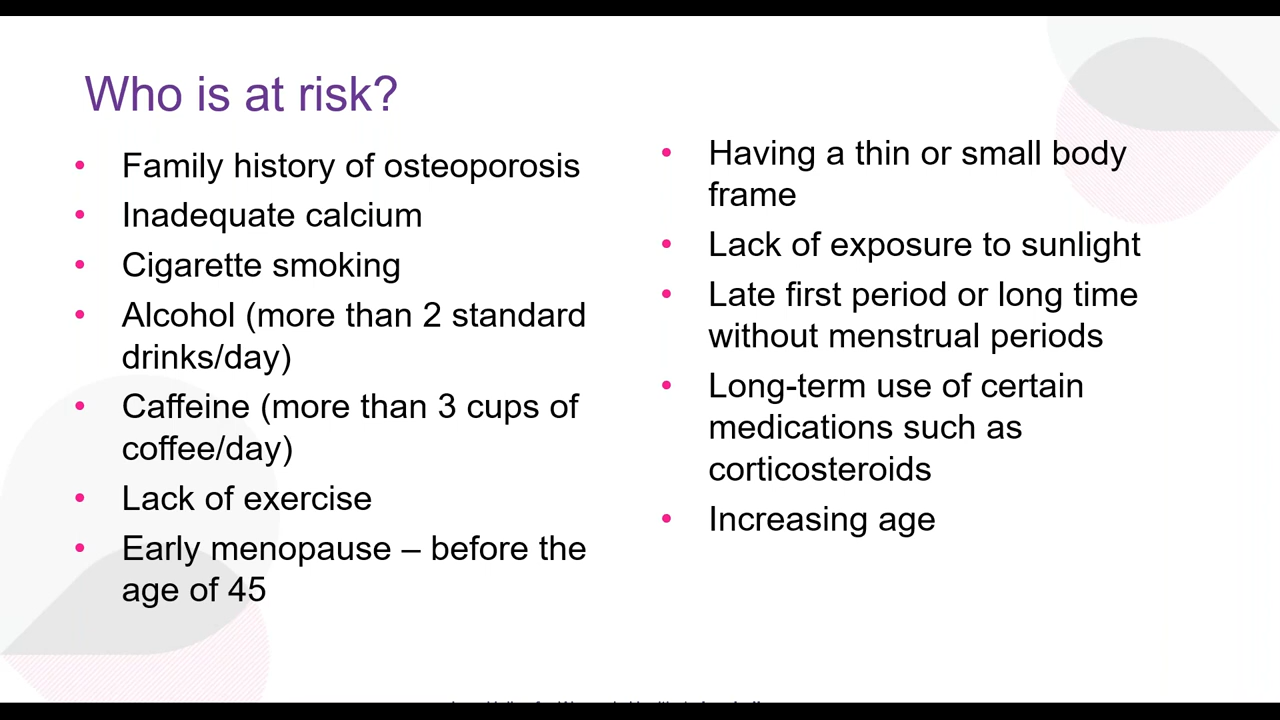 Who is at risk?
• Family history of osteoporosis
• Inadequate calcium
• Cigarette smoking
• Alcohol (more than 2 standard
drinks/day)
• Caffeine (more than 3 cups of
coffee/day)
• Lack of exercise
• Early menopause – before the
age of 45
• Having a thin or small body
frame
• Lack of exposure to sunlight
• Late first period or long time
without menstrual periods
• Long-term use of certain
medications such as
corticosteroids
• Increasing age